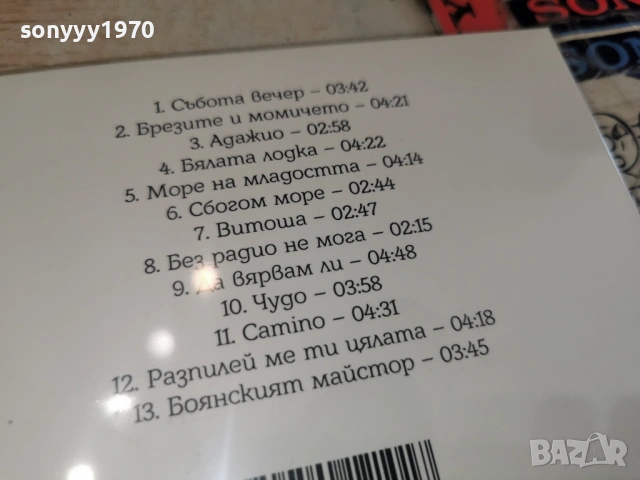 sonyyy1970
1. Събота вечер – 03:42
2. Брезите и момичето – 04:21
3. Адажио – 02:58
4. Бялата лодка – 04:22
5. Море на младостта – 04:14
6. Сбогом море – 02:44
7. Витоша – 02:47
8. Без радио не мога – 02:15
9. Да вярвам ли – 04:48
10. Чудо – 03:58
11. Camino – 04:31
12. Разпилей ме ти цялата – 04:18
13. Боянският майстор – 03:45
BAZAR